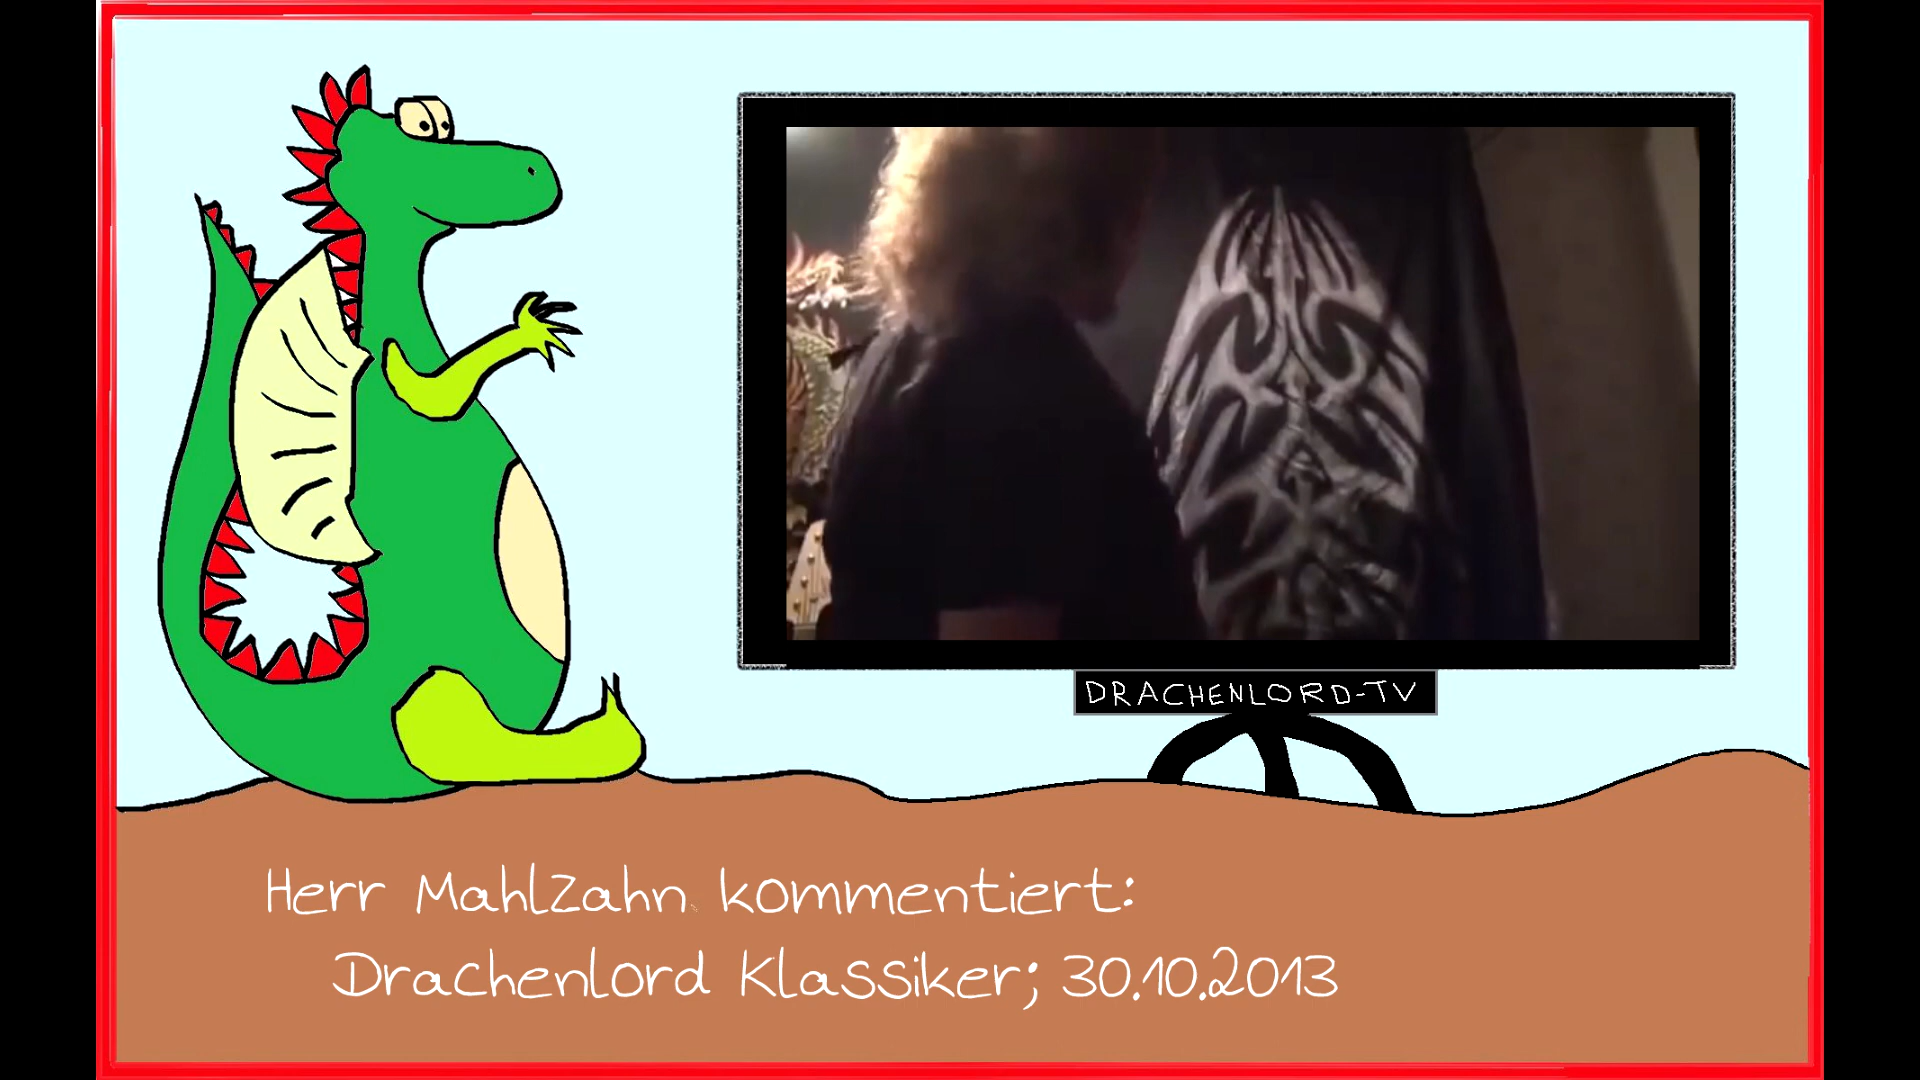 DRACHENLORD-TV
Herr Mahlzahn kommentiert:
Drachenlord Klassiker; 30.10.2013